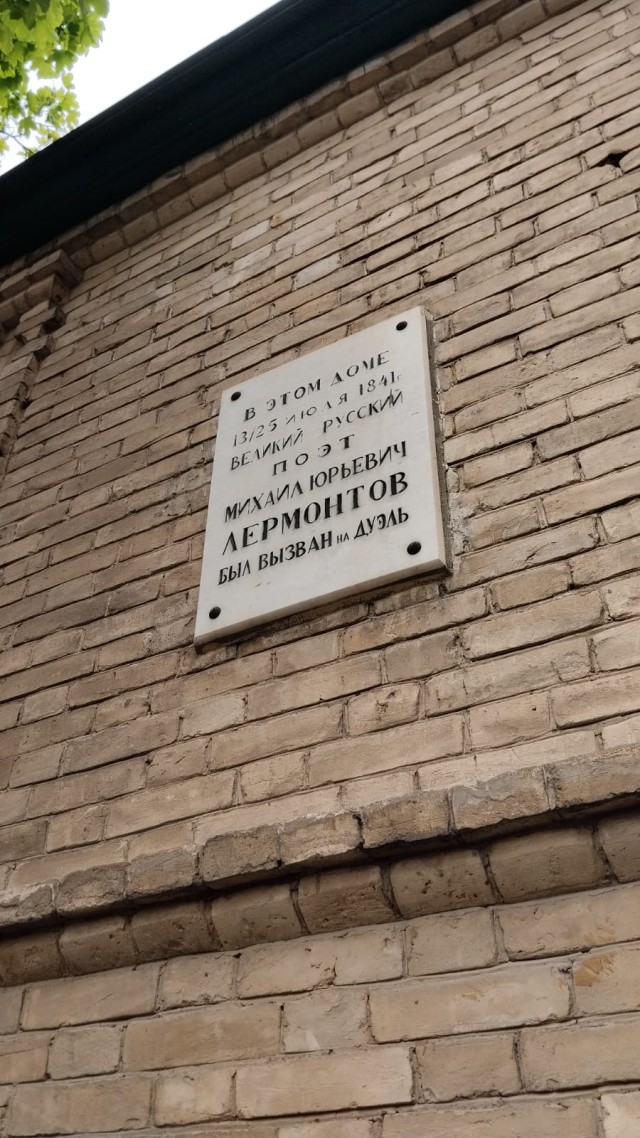 В ЭТОМ ДОМЕ
13/25 ИЮЛЯ 1841г.
ВЕЛИКИЙ РУССКИЙ
ПОЭТ
МИХАИЛ ЮРЬЕВИЧ
ЛЕРМОНТОВ
БЫЛ ВЫЗВАН НА ДУЭЛЬ